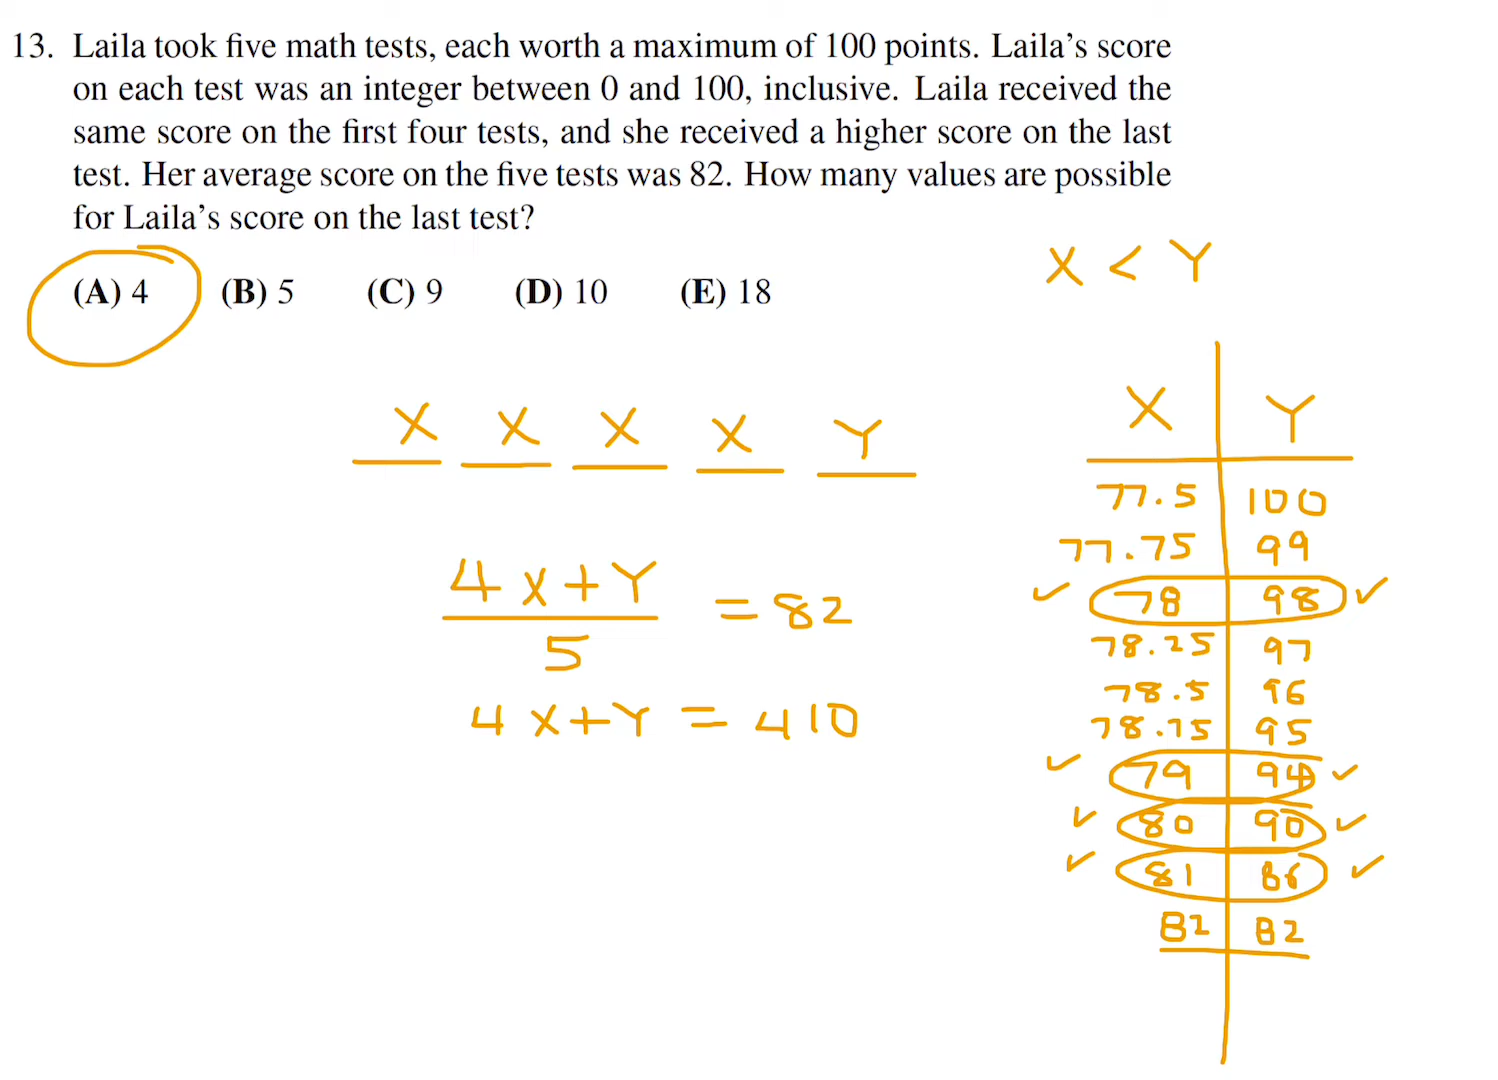 13. Laila took five math tests, each worth a maximum of 100 points. Laila’s score
on each test was an integer between 0 and 100, inclusive. Laila received the
same score on the first four tests, and she received a higher score on the last
test. Her average score on the five tests was 82. How many values are possible
for Laila’s score on the last test?
(A) 4 (B) 5 (C) 9 (D) 10 (E) 18
X < Y
X X X X Y
4X+Y
5
= 82
4X+Y = 410
X Y
77.5 100
77.75 99
✓ 78 98 ✓
78.25 97
78.5 96
78.75 95
✓ 79 94 ✓
✓ 80 90 ✓
✓ 81 86 ✓
82 82